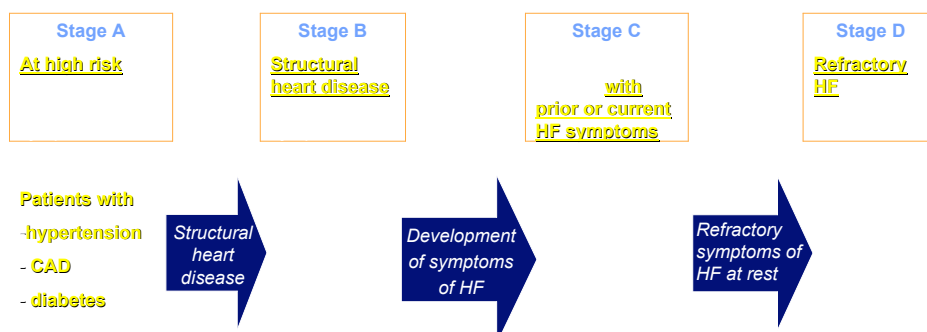 Stage A
At high risk
Stage B
Structural
heart disease
Stage C
with
prior or current
HF symptoms
Stage D
Refractory
HF
Patients with
-hypertension
- CAD
- diabetes
Structural
heart
disease
Development
of symptoms
of HF
Refractory
symptoms of
HF at rest